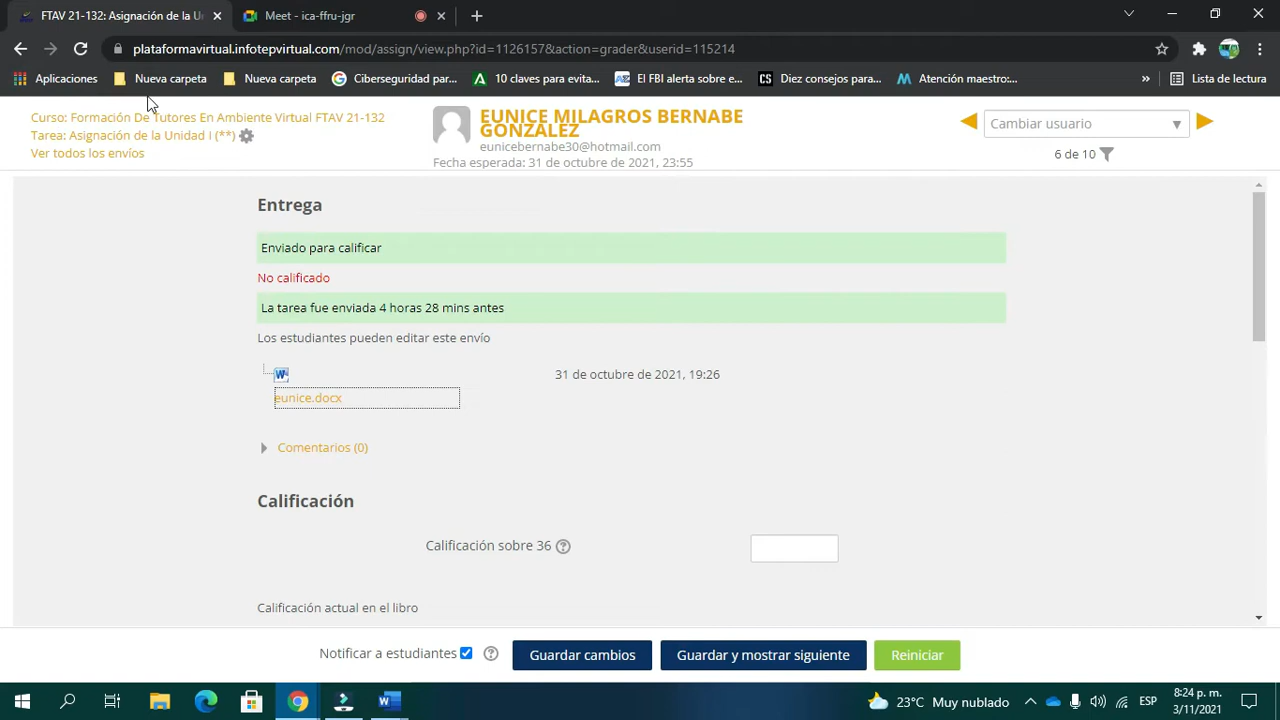 FTAV 21-132: Asignación de la U
Meet - ica-ffru-jgr
plataformavirtual.infotepvirtual.com/mod/assign/view.php?id=1126157&action=grader&userid=115214
Aplicaciones
Nueva carpeta
Nueva carpeta
Ciberseguridad par...
10 claves para evita...
El FBI alerta sobre e...
Diez consejos para...
Atención maestro:...
»
Lista de lectura
Curso: Formación De Tutores En Ambiente Virtual FTAV 21-132
Tarea: Asignación de la Unidad I (**)
Ver todos los envíos
EUNICE MILAGROS BERNABE
GONZALEZ
eunicebernabe30@hotmail.com
Fecha esperada: 31 de octubre de 2021, 23:55
Cambiar usuario
6 de 10
Entrega
Enviado para calificar
No calificado
La tarea fue enviada 4 horas 28 mins antes
Los estudiantes pueden editar este envío
31 de octubre de 2021, 19:26
eunice.docx
Comentarios (0)
Calificación
Calificación sobre 36
Calificación actual en el libro
Notificar a estudiantes
Guardar cambios
Guardar y mostrar siguiente
Reiniciar
23°C Muy nublado
ESP
8:24 p. m.
3/11/2021